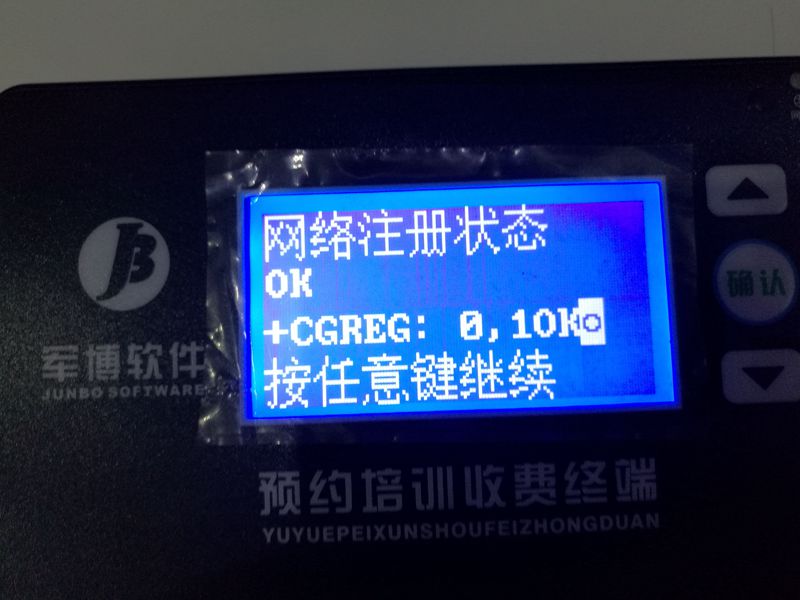 网络注册状态
OK
+CGREG: 0,1OK
按任意键继续
JB
军博软件
JUNBO SOFTWARE
确认
预约培训收费终端
YUYUEPEIXUNSHOUFEIZHONGDUAN